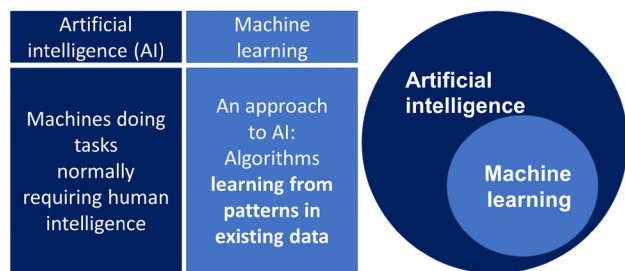 Artificial
intelligence (AI)
Machine
learning
Machines doing
tasks
normally
requiring human
intelligence
An approach
to AI:
Algorithms
learning from
patterns in
existing data
Artificial
intelligence
Machine
learning